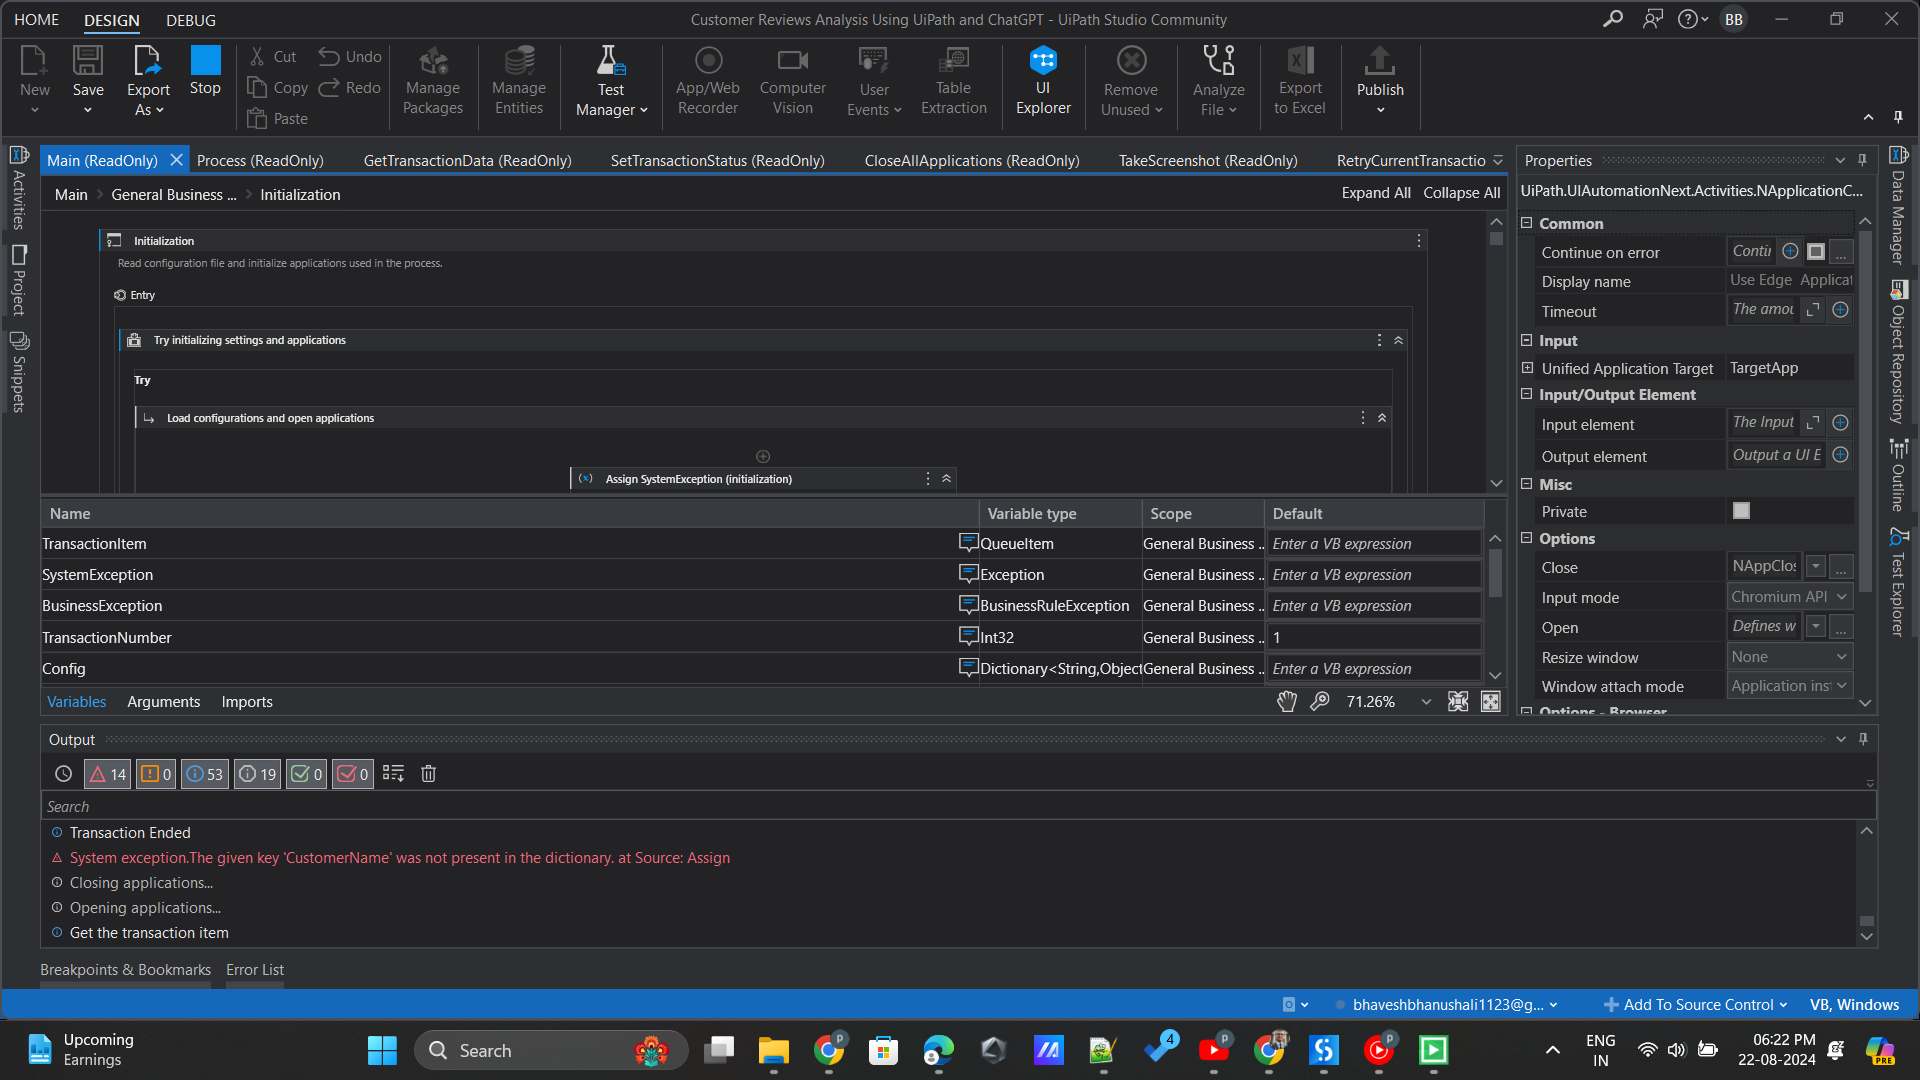 HOME DESIGN DEBUG
Customer Reviews Analysis Using UiPath and ChatGPT - UiPath Studio Community
BB
New
Save
Export As
Stop
Cut
Copy
Paste
Undo
Redo
Manage Packages
Manage Entities
Test Manager
App/Web Recorder
Computer Vision
User Events
Table Extraction
UI Explorer
Remove Unused
Analyze File
Export to Excel
Publish
Activities
Project
Snippets
Main (ReadOnly)
Process (ReadOnly)
GetTransactionData (ReadOnly)
SetTransactionStatus (ReadOnly)
CloseAllApplications (ReadOnly)
TakeScreenshot (ReadOnly)
RetryCurrentTransactio
Main > General Business ... > Initialization
Expand All Collapse All
Initialization
Read configuration file and initialize applications used in the process.
Entry
Try initializing settings and applications
Try
Load configurations and open applications
(x) Assign SystemException (initialization)
Name Variable type Scope Default
TransactionItem QueueItem General Business .. Enter a VB expression
SystemException Exception General Business .. Enter a VB expression
BusinessException BusinessRuleException General Business .. Enter a VB expression
TransactionNumber Int32 General Business .. 1
Config Dictionary<String,Object General Business .. Enter a VB expression
Variables Arguments Imports
71.26%
Properties
UiPath.UIAutomationNext.Activities.NApplicationC...
Common
Continue on error Contir ...
Display name Use Edge Applicat
Timeout The amou
Input
Unified Application Target TargetApp
Input/Output Element
Input element The Input
Output element Output a UI E
Misc
Private
Options
Close NAppClos ...
Input mode Chromium API
Open Defines w ...
Resize window None
Window attach mode Application inst
Options - Browser
Data Manager
Object Repository
Outline
Test Explorer
Output
14 0 53 19 0 0
Search
Transaction Ended
System exception.The given key 'CustomerName' was not present in the dictionary. at Source: Assign
Closing applications...
Opening applications...
Get the transaction item
Breakpoints & Bookmarks Error List
bhaveshbhanushali1123@g...
Add To Source Control
VB, Windows
Upcoming
Earnings
Search
4
ENG
IN
06:22 PM
22-08-2024
PRE